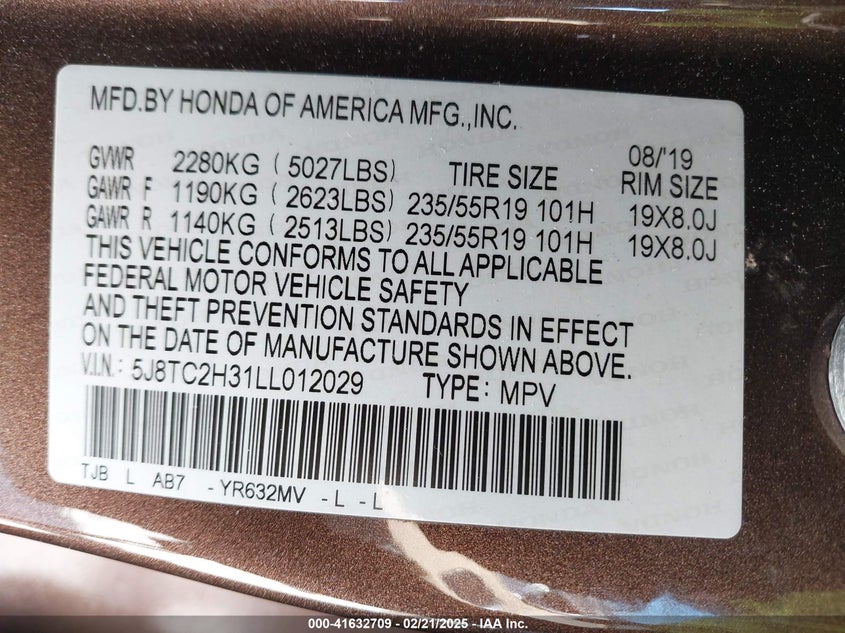 MFD.BY HONDA OF AMERICA MFG.,INC.
08/'19
GVWR 2280KG ( 5027LBS) TIRE SIZE RIM SIZE
GAWR F 1190KG ( 2623LBS) 235/55R19 101H 19X8.0J
GAWR R 1140KG ( 2513LBS) 235/55R19 101H 19X8.0J
THIS VEHICLE CONFORMS TO ALL APPLICABLE
FEDERAL MOTOR VEHICLE SAFETY
AND THEFT PREVENTION STANDARDS IN EFFECT
ON THE DATE OF MANUFACTURE SHOWN ABOVE.
V.I.N.: 5J8TC2H31LL012029 TYPE: MPV
TJB L AB7 -YR632MV -L -L
000-41632709 - 02/21/2025 - IAA Inc.